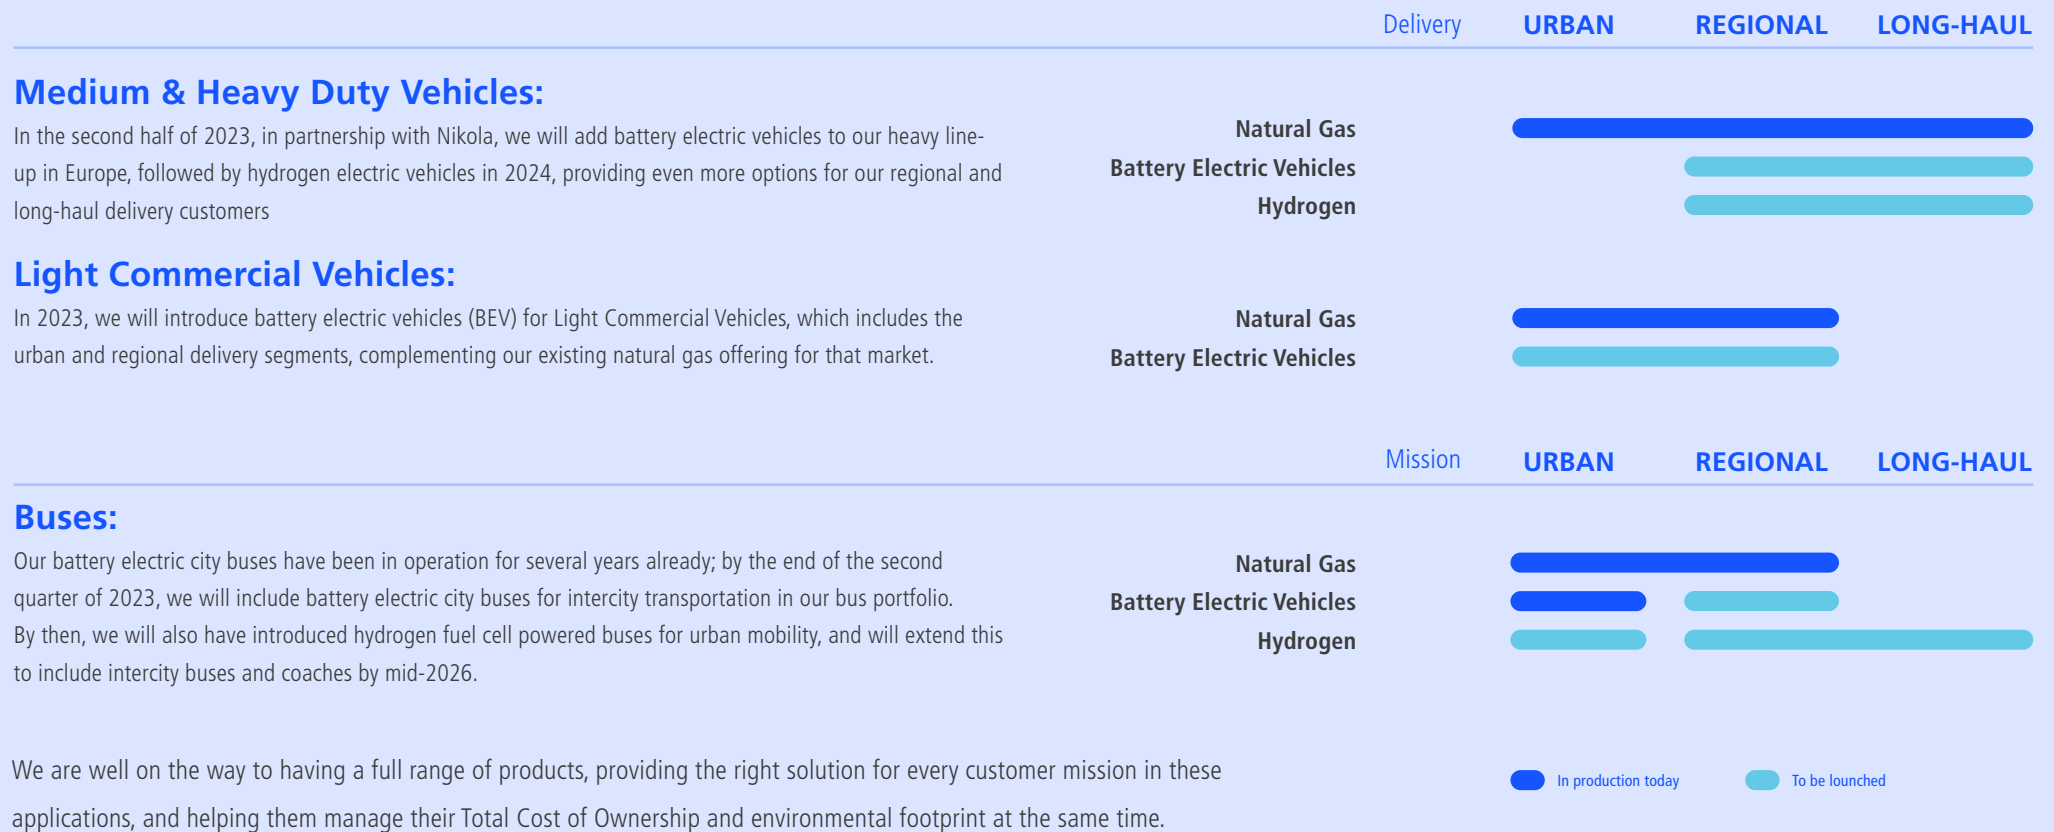 Delivery URBAN REGIONAL LONG-HAUL
Medium & Heavy Duty Vehicles:
In the second half of 2023, in partnership with Nikola, we will add battery electric vehicles to our heavy line-
up in Europe, followed by hydrogen electric vehicles in 2024, providing even more options for our regional and
long-haul delivery customers
Natural Gas
Battery Electric Vehicles
Hydrogen
Light Commercial Vehicles:
In 2023, we will introduce battery electric vehicles (BEV) for Light Commercial Vehicles, which includes the
urban and regional delivery segments, complementing our existing natural gas offering for that market.
Natural Gas
Battery Electric Vehicles
Mission URBAN REGIONAL LONG-HAUL
Buses:
Our battery electric city buses have been in operation for several years already; by the end of the second
quarter of 2023, we will include battery electric city buses for intercity transportation in our bus portfolio.
By then, we will also have introduced hydrogen fuel cell powered buses for urban mobility, and will extend this
to include intercity buses and coaches by mid-2026.
Natural Gas
Battery Electric Vehicles
Hydrogen
We are well on the way to having a full range of products, providing the right solution for every customer mission in these
applications, and helping them manage their Total Cost of Ownership and environmental footprint at the same time.
In production today To be lounched